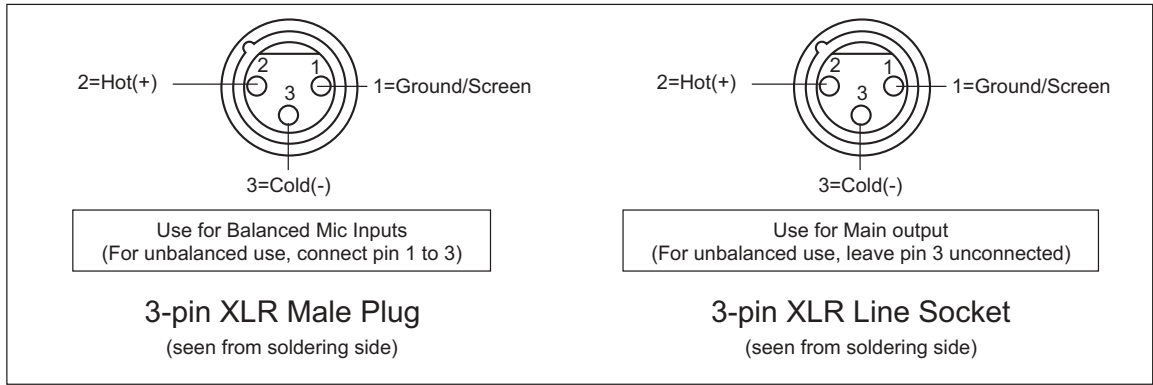 2
1
3
2=Hot(+)
1=Ground/Screen
3=Cold(-)
Use for Balanced Mic Inputs
(For unbalanced use, connect pin 1 to 3)
3-pin XLR Male Plug
(seen from soldering side)
2
1
3
2=Hot(+)
1=Ground/Screen
3=Cold(-)
Use for Main output
(For unbalanced use, leave pin 3 unconnected)
3-pin XLR Line Socket
(seen from soldering side)